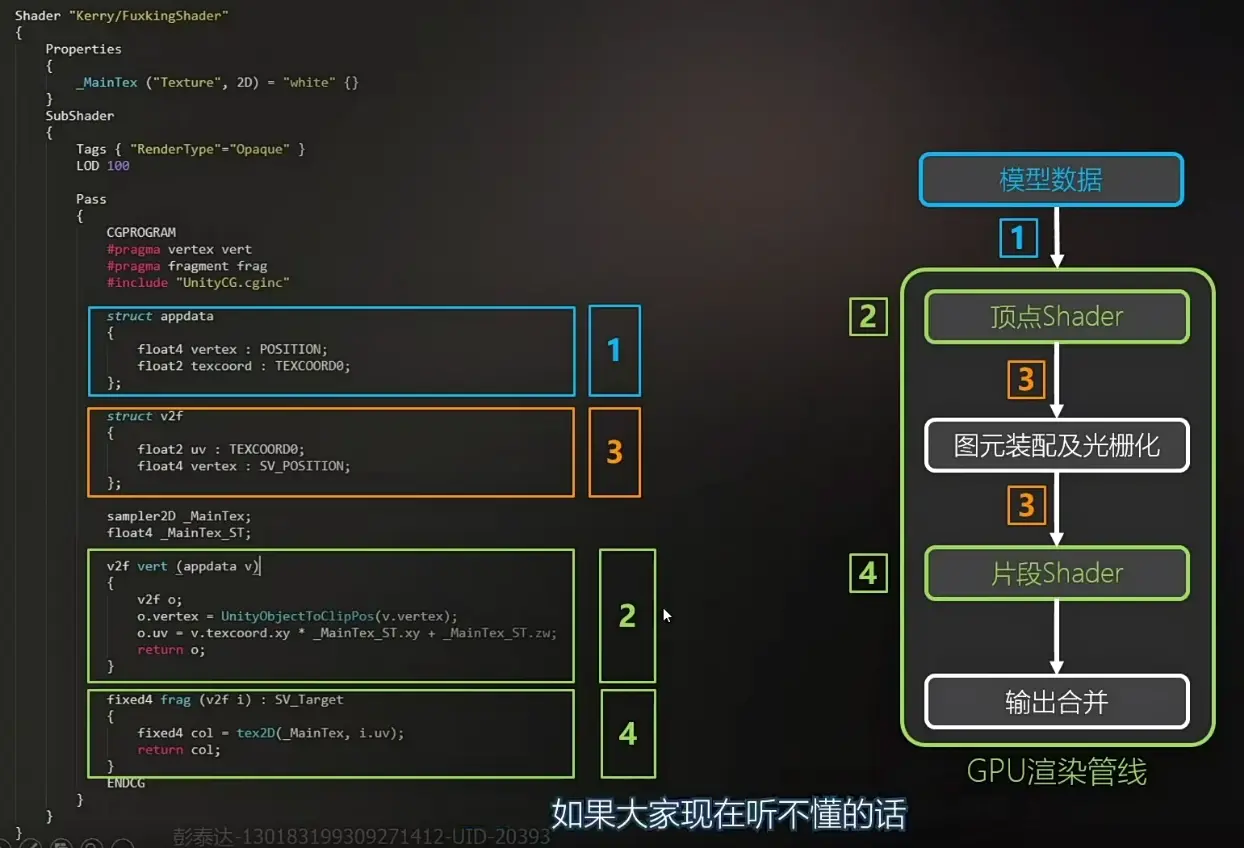 Shader "Kerry/FuxkingShader"
{
Properties
{
_MainTex ("Texture", 2D) = "white" {}
}
SubShader
{
Tags { "RenderType"="Opaque" }
LOD 100
Pass
{
CGPROGRAM
#pragma vertex vert
#pragma fragment frag
#include "UnityCG.cginc"
struct appdata
{
float4 vertex : POSITION;
float2 texcoord : TEXCOORD0;
};
1
struct v2f
{
float2 uv : TEXCOORD0;
float4 vertex : SV_POSITION;
};
3
sampler2D _MainTex;
float4 _MainTex_ST;
v2f vert (appdata v)
{
v2f o;
o.vertex = UnityObjectToClipPos(v.vertex);
o.uv = v.texcoord.xy * _MainTex_ST.xy + _MainTex_ST.zw;
return o;
}
2
fixed4 frag (v2f i) : SV_Target
{
fixed4 col = tex2D(_MainTex, i.uv);
return col;
}
4
ENDCG
}
}
}
模型数据
1
2
顶点Shader
3
图元装配及光栅化
3
4
片段Shader
输出合并
GPU渲染管线
如果大家现在听不懂的话
彭泰达-130183199309271412-UID-20393